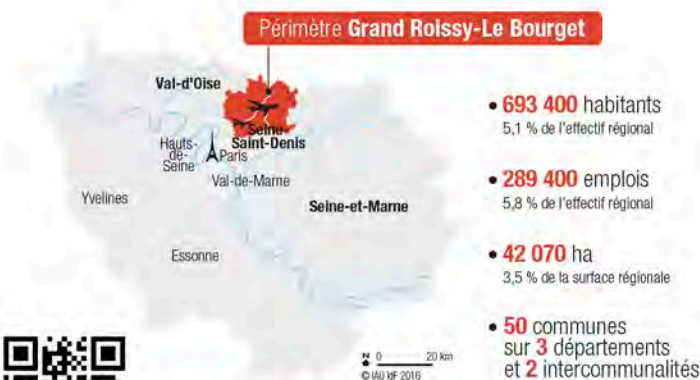 Périmètre Grand Roissy-Le Bourget
Val-d'Oise
Seine
Saint-Denis
Hauts-
de-
Seine
Paris
Val-de-Marne
Yvelines
Seine-et-Marne
Essonne
• 693 400 habitants
5,1 % de l'effectif régional
• 289 400 emplois
5,8 % de l'effectif régional
• 42 070 ha
3,5 % de la surface régionale
• 50 communes
sur 3 départements
et 2 intercommunalités
N 0 20 km
© IAU îdF 2016